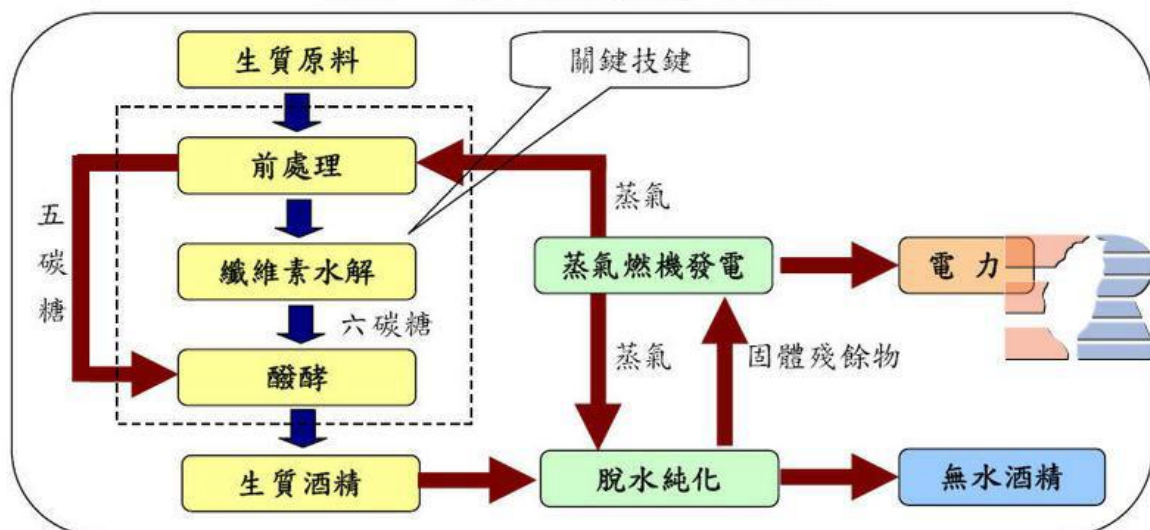 生質原料
關鍵技鍵
前處理
蒸氣
五碳糖
纖維素水解
蒸氣燃機發電
電 力
六碳糖
蒸氣
固體殘餘物
醱酵
生質酒精
脫水純化
無水酒精